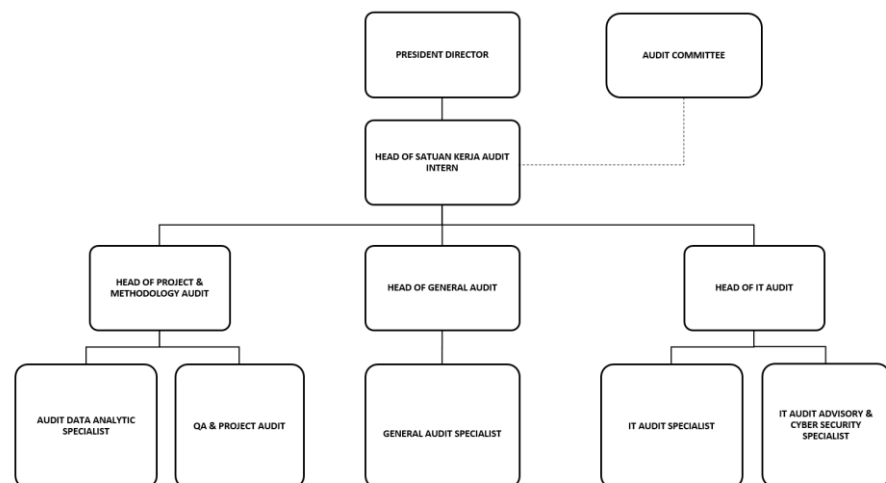 PRESIDENT DIRECTOR
AUDIT COMMITTEE
HEAD OF SATUAN KERJA AUDIT
INTERN
HEAD OF PROJECT &
METHODOLOGY AUDIT
HEAD OF GENERAL AUDIT
HEAD OF IT AUDIT
AUDIT DATA ANALYTIC
SPECIALIST
QA & PROJECT AUDIT
GENERAL AUDIT SPECIALIST
IT AUDIT SPECIALIST
IT AUDIT ADVISORY &
CYBER SECURITY
SPECIALIST